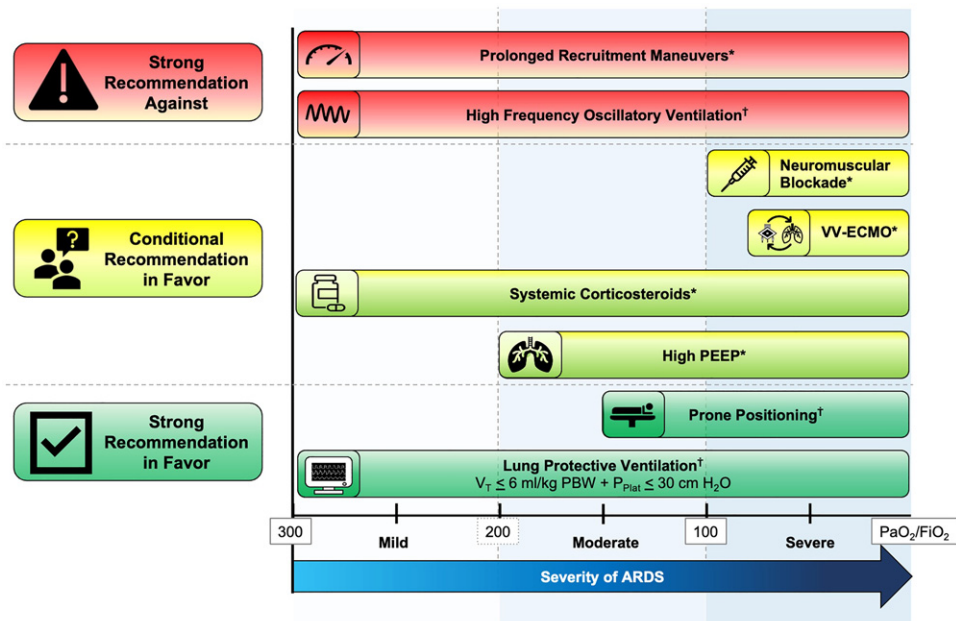 Strong
Recommendation
Against
Prolonged Recruitment Maneuvers*
High Frequency Oscillatory Ventilation†
Conditional
Recommendation
in Favor
?
Neuromuscular
Blockade*
VV-ECMO*
Systemic Corticosteroids*
High PEEP*
Strong
Recommendation
in Favor
Prone Positioning†
Lung Protective Ventilation†
V_T ≤ 6 ml/kg PBW + P_Plat ≤ 30 cm H₂O
300
200
100
PaO₂/FiO₂
Mild
Moderate
Severe
Severity of ARDS